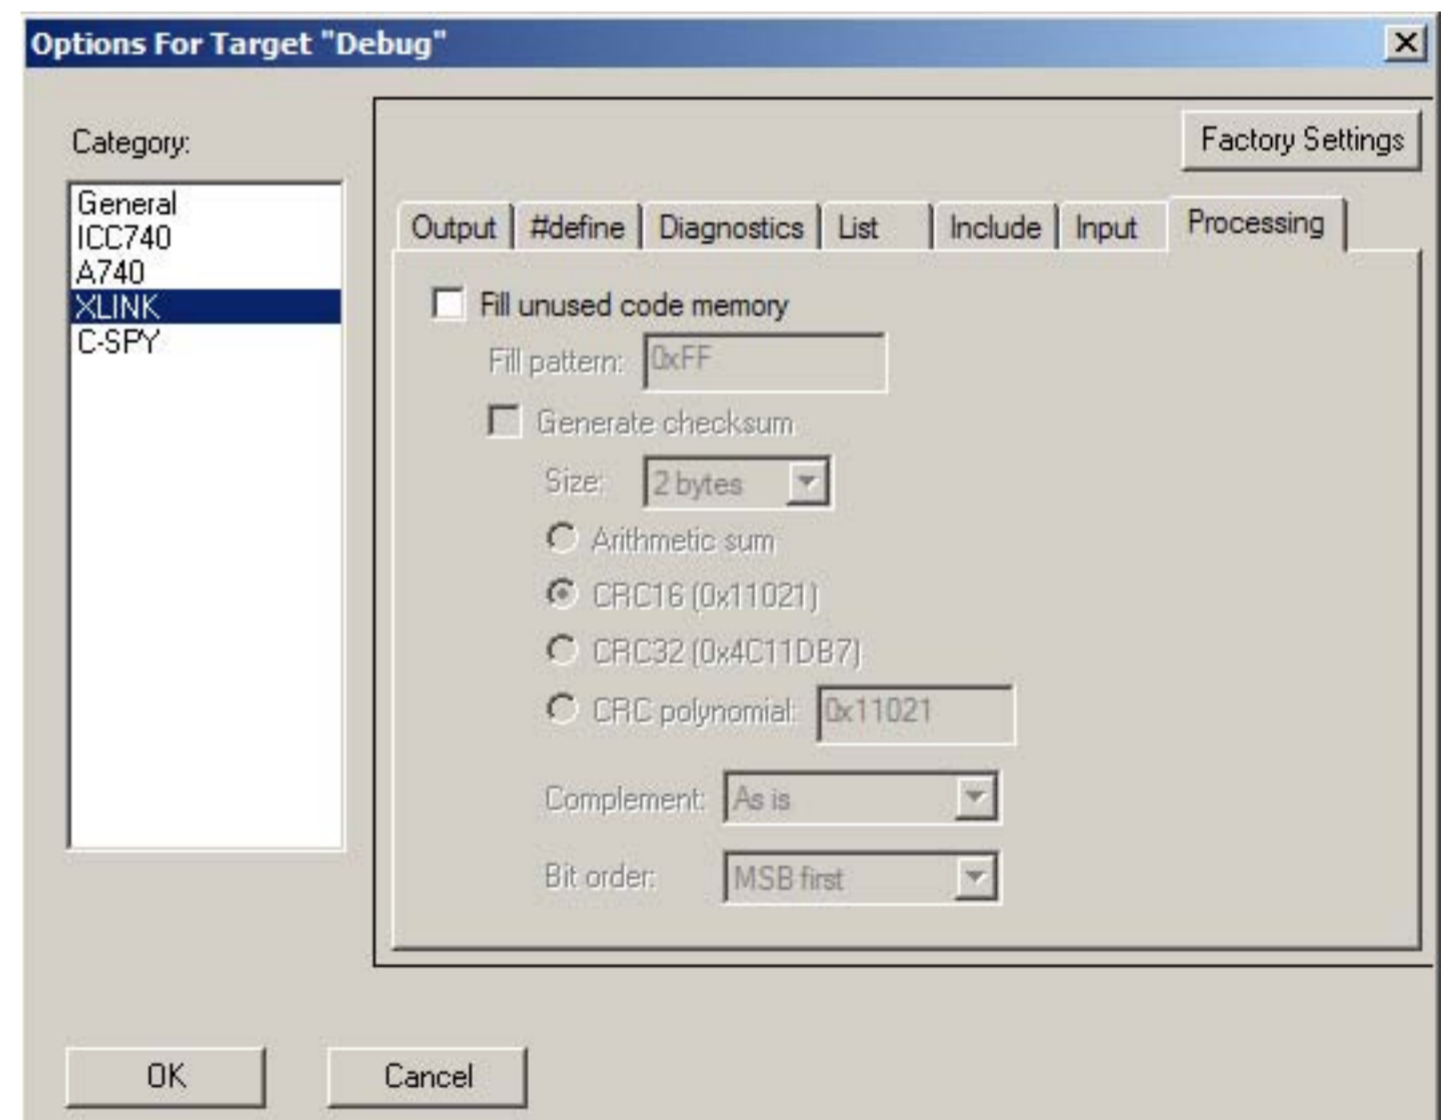 Options For Target "Debug"
Category:
Factory Settings
General
ICC740
A740
XLINK
C-SPY
Output #define Diagnostics List Include Input Processing
Fill unused code memory
Fill pattern: 0xFF
Generate checksum
Size: 2 bytes
Arithmetic sum
CRC16 (0x11021)
CRC32 (0x4C11DB7)
CRC polynomial: 0x11021
Complement: As is
Bit order: MSB first
OK Cancel